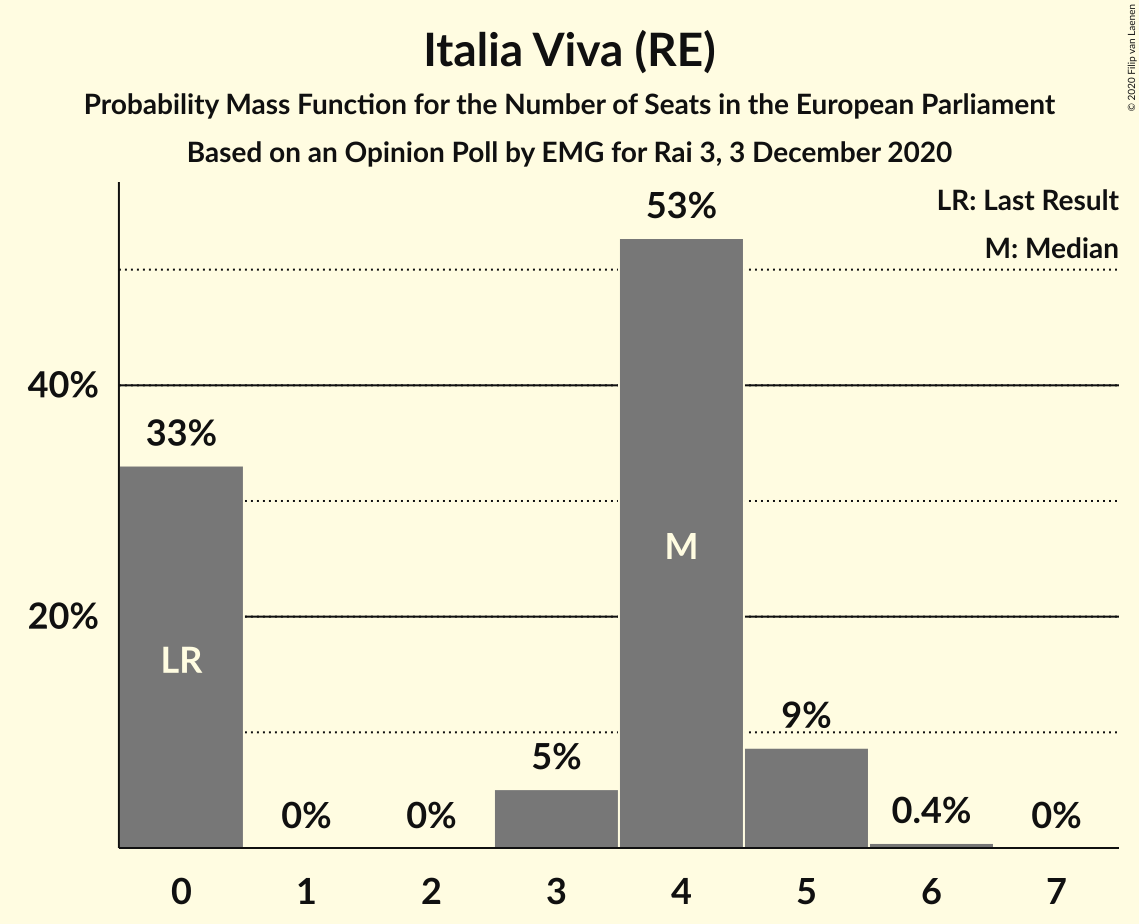 Italia Viva (RE)
Probability Mass Function for the Number of Seats in the European Parliament
Based on an Opinion Poll by EMG for Rai 3, 3 December 2020
© 2020 Filip van Laenen
LR: Last Result
M: Median
53%
40%
33%
M
20%
LR
9%
5%
0%
0%
0.4%
0%
0 1 2 3 4 5 6 7